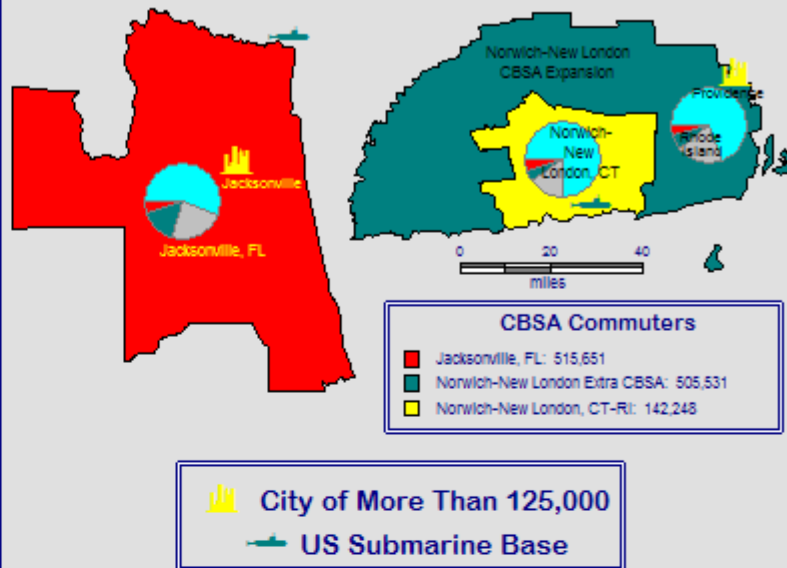 Norwich-New London
CBSA Expansion
Providence
Rhode
Island
Norwich-
New
London, CT
Jacksonville
Jacksonville, FL
0 20 40
miles
CBSA Commuters
Jacksonville, FL: 515,651
Norwich-New London Extra CBSA: 505,531
Norwich-New London, CT-RI: 142,248
City of More Than 125,000
US Submarine Base